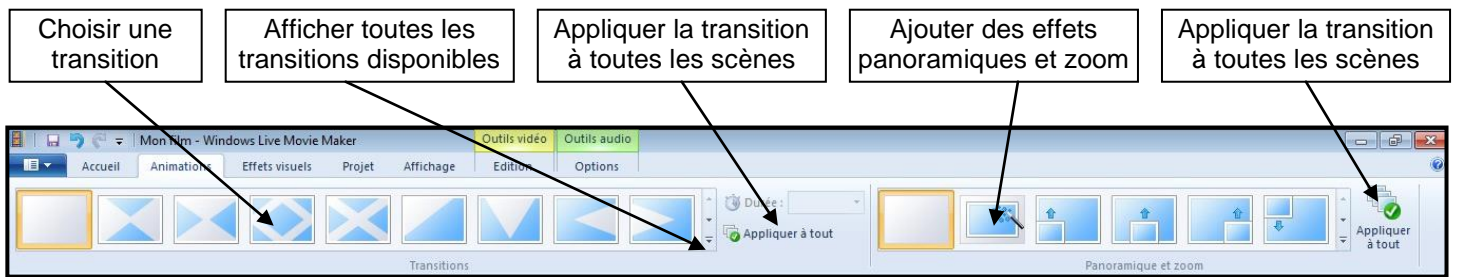 Choisir une
transition
Afficher toutes les
transitions disponibles
Appliquer la transition
à toutes les scènes
Ajouter des effets
panoramiques et zoom
Appliquer la transition
à toutes les scènes
Mon film - Windows Live Movie Maker
Outils vidéo
Outils audio
Accueil
Animations
Effets visuels
Projet
Affichage
Edition
Options
Durée :
Appliquer à tout
Transitions
Panoramique et zoom
Appliquer
à tout